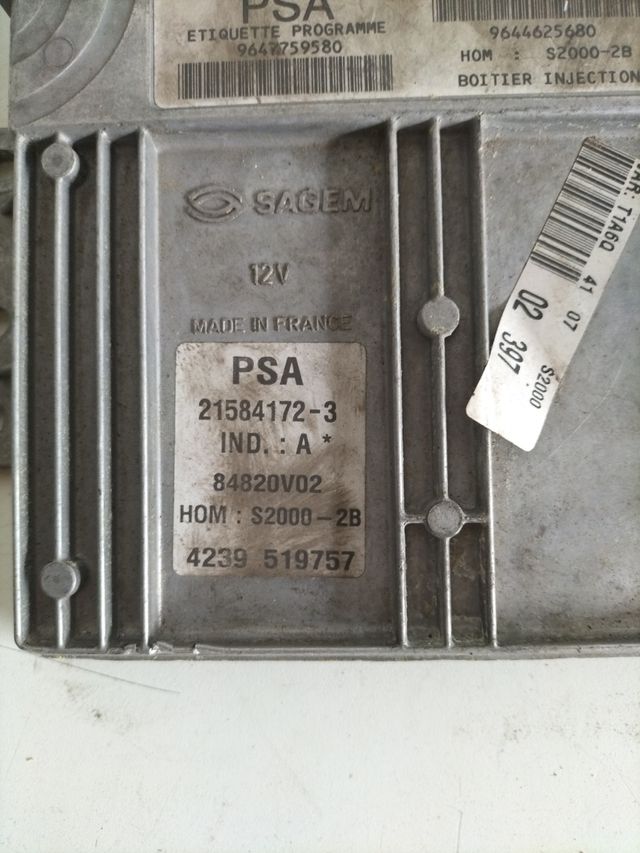 PSA
ETIQUETTE PROGRAMME
9647759580
9644625680
HOM : S2000-2B
BOITIER INJECTION
SAGEM
12V
MADE IN FRANCE
PSA
21584172-3
IND. : A *
84820V02
HOM : S2000-2B
4239 519757
T1A6Q 41 07
02 397 S2000